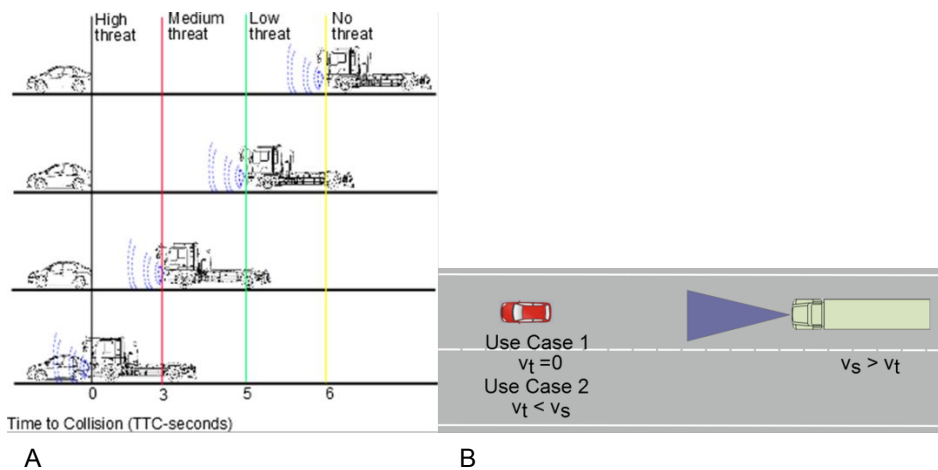 High threat
Medium threat
Low threat
No threat
0 3 5 6
Time to Collision (TTC-seconds)
A
Use Case 1
vt =0
Use Case 2
vt < vs
vs > vt
B